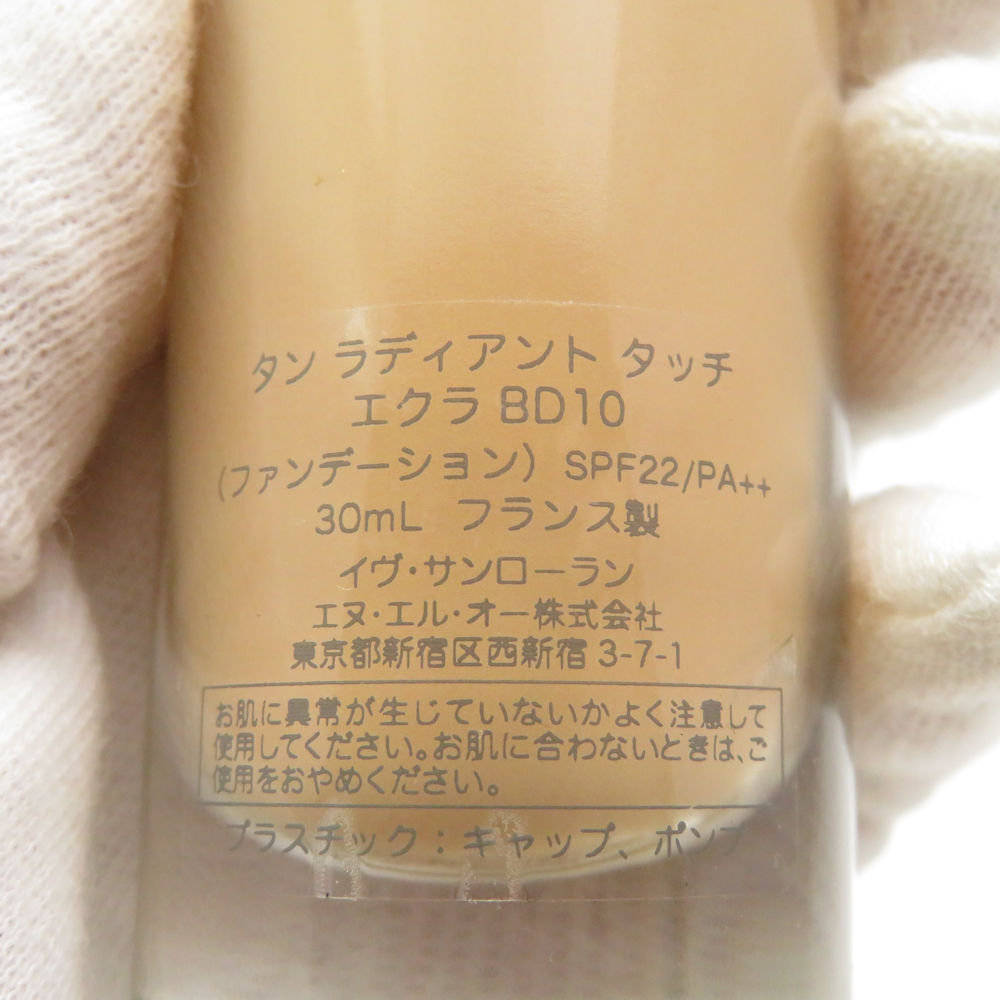 タン ラディアント タッチ
エクラ BD10
(ファンデーション) SPF22/PA++
30mL フランス製
イヴ・サンローラン
エヌ・エル・オー株式会社
東京都新宿区西新宿 3-7-1
お肌に異常が生じていないかよく注意して
使用してください。お肌に合わないときは、ご
使用をおやめください。
プラスチック：キャップ、ポンプ